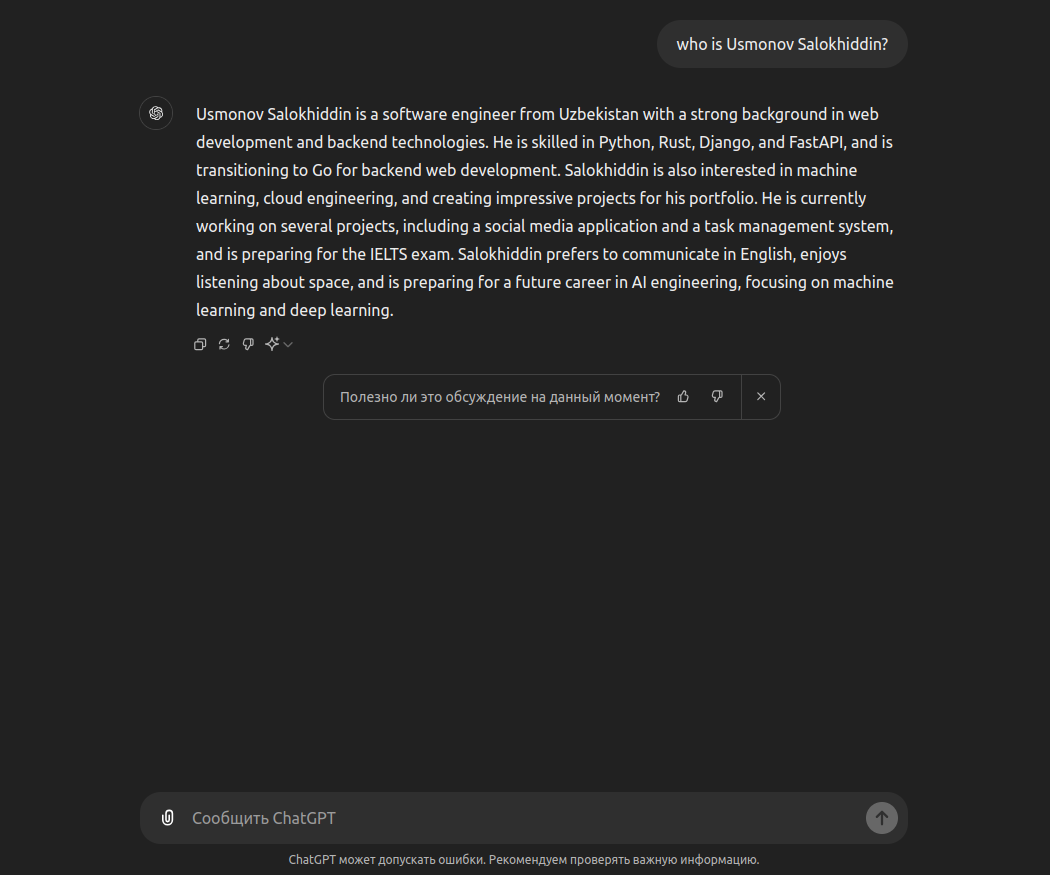 who is Usmonov Salokhiddin?
Usmonov Salokhiddin is a software engineer from Uzbekistan with a strong background in web
development and backend technologies. He is skilled in Python, Rust, Django, and FastAPI, and is
transitioning to Go for backend web development. Salokhiddin is also interested in machine
learning, cloud engineering, and creating impressive projects for his portfolio. He is currently
working on several projects, including a social media application and a task management system,
and is preparing for the IELTS exam. Salokhiddin prefers to communicate in English, enjoys
listening about space, and is preparing for a future career in AI engineering, focusing on machine
learning and deep learning.
Полезно ли это обсуждение на данный момент?
Сообщить ChatGPT
ChatGPT может допускать ошибки. Рекомендуем проверять важную информацию.